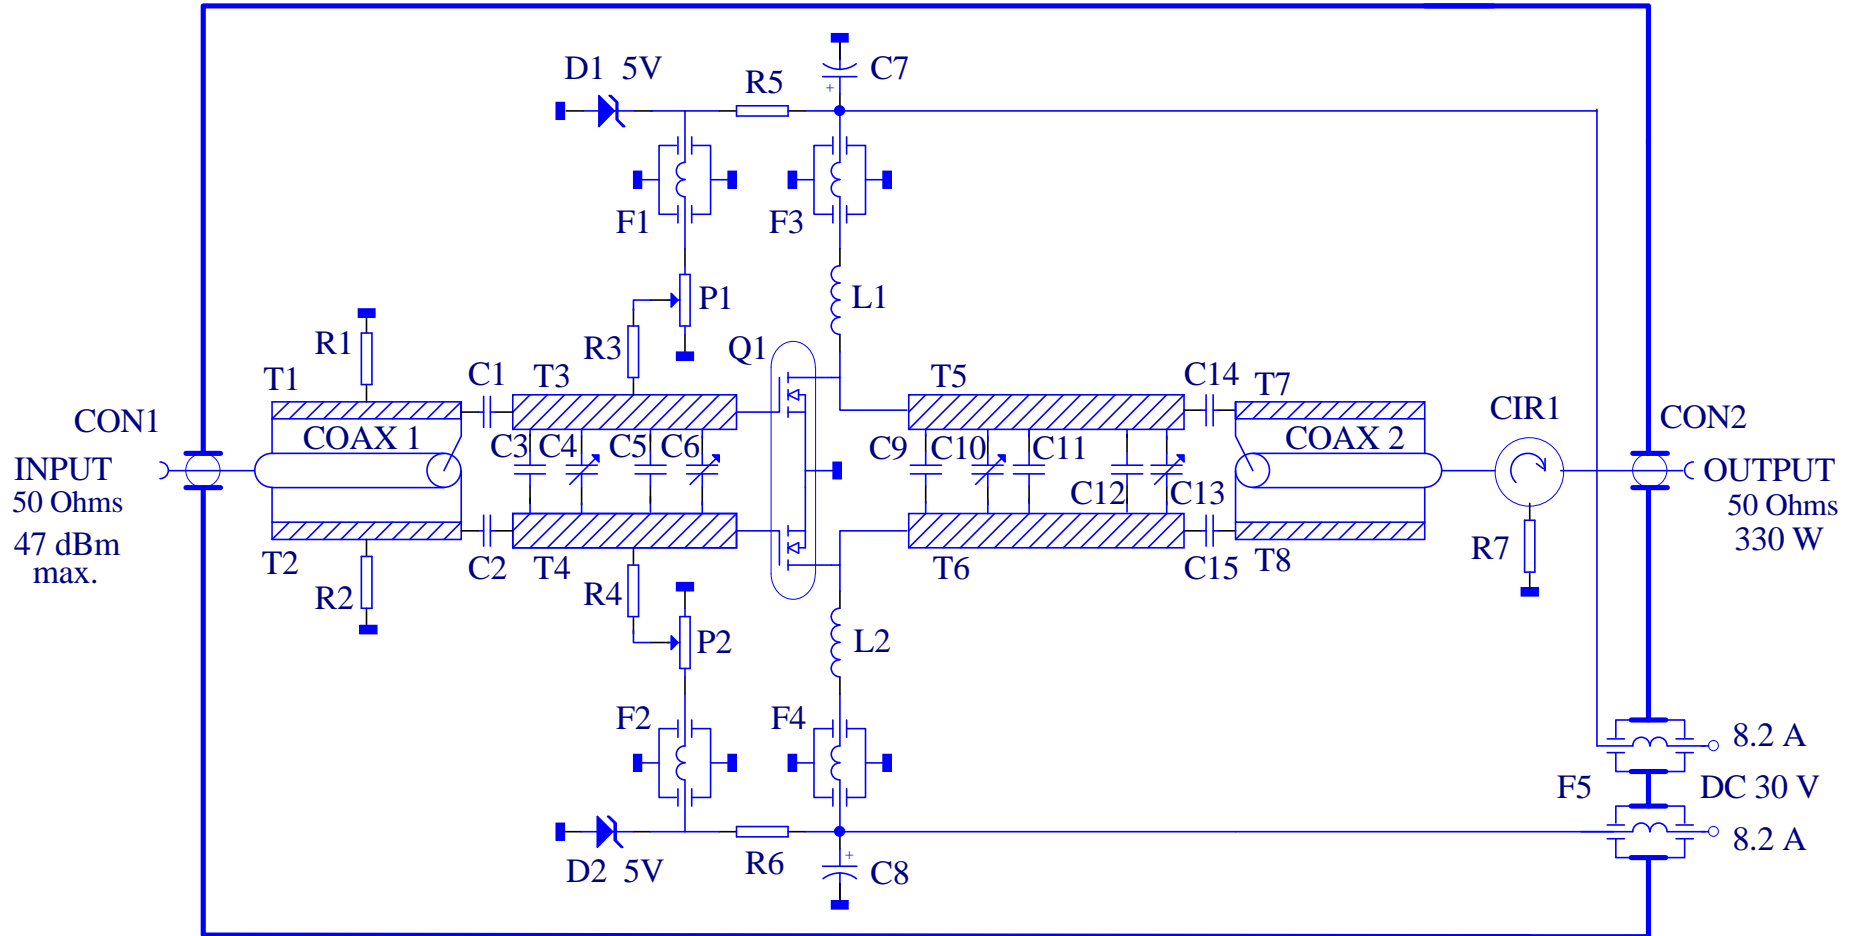 D1 5V
R5
C7
F1
F3
P1
L1
R1
R3
Q1
T1
C1
T3
T5
C14
T7
CON1
COAX 1
C3
C4
C5
C6
C9
C10
C11
COAX 2
CIR1
CON2
INPUT
50 Ohms
47 dBm
max.
OUTPUT
50 Ohms
330 W
C12
C13
T2
C2
T4
T6
C15
T8
R7
R2
R4
P2
L2
F2
F4
8.2 A
F5
DC 30 V
8.2 A
D2 5V
R6
C8
+
+